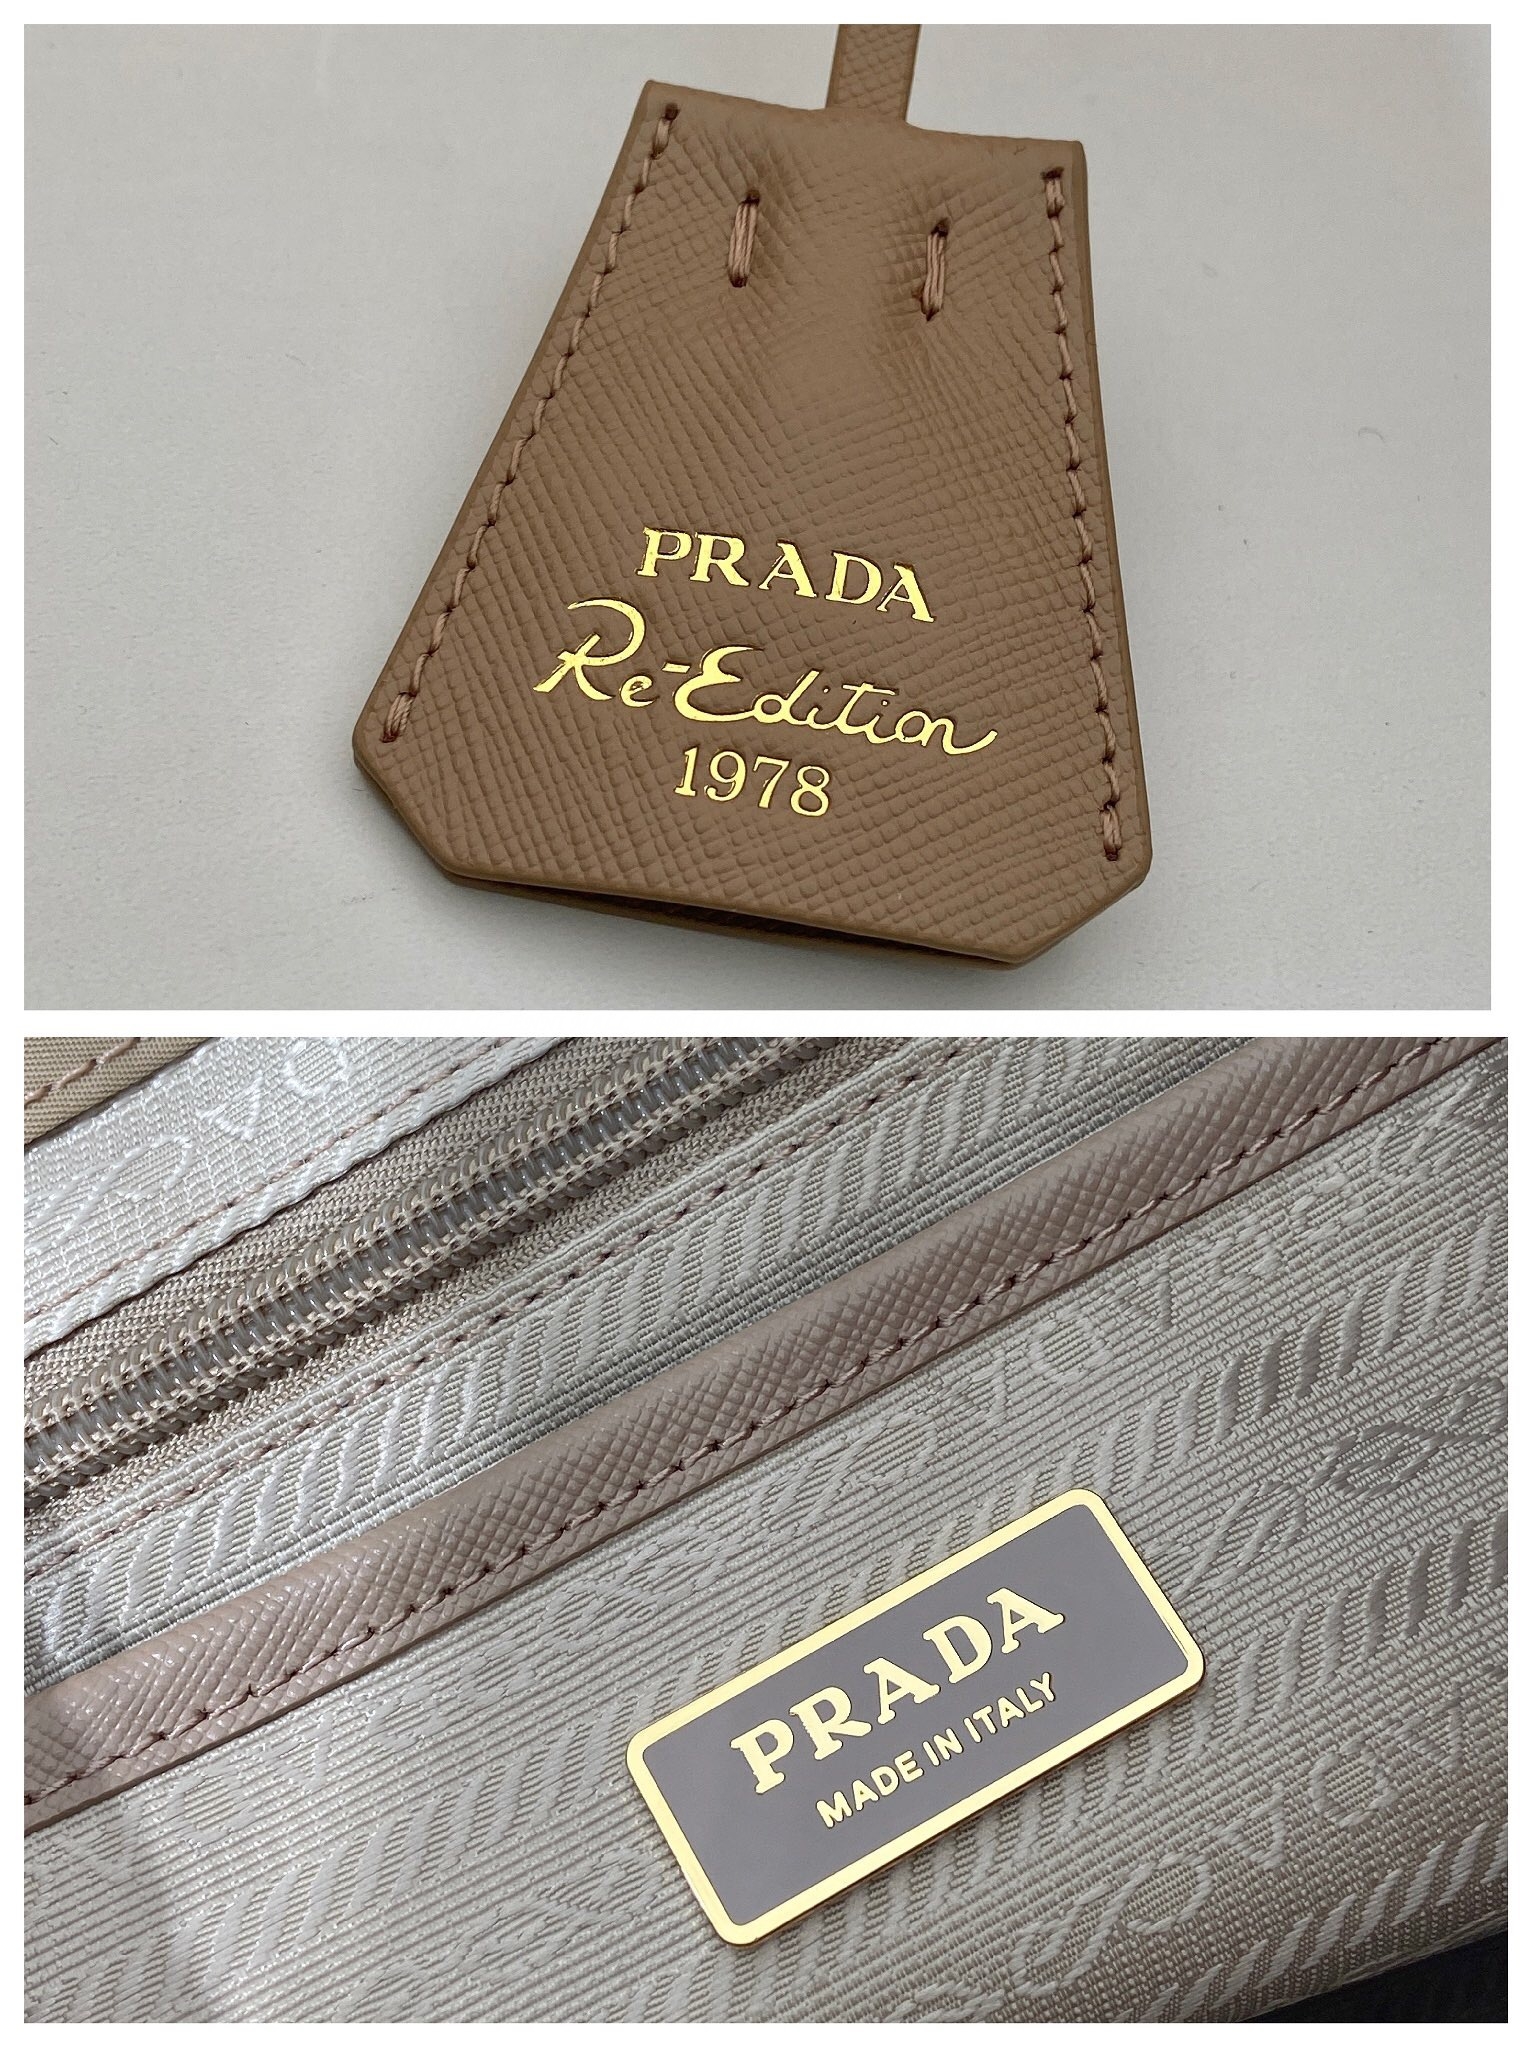 PRADA
Re-Edition
1978
PRADA
MADE IN ITALY